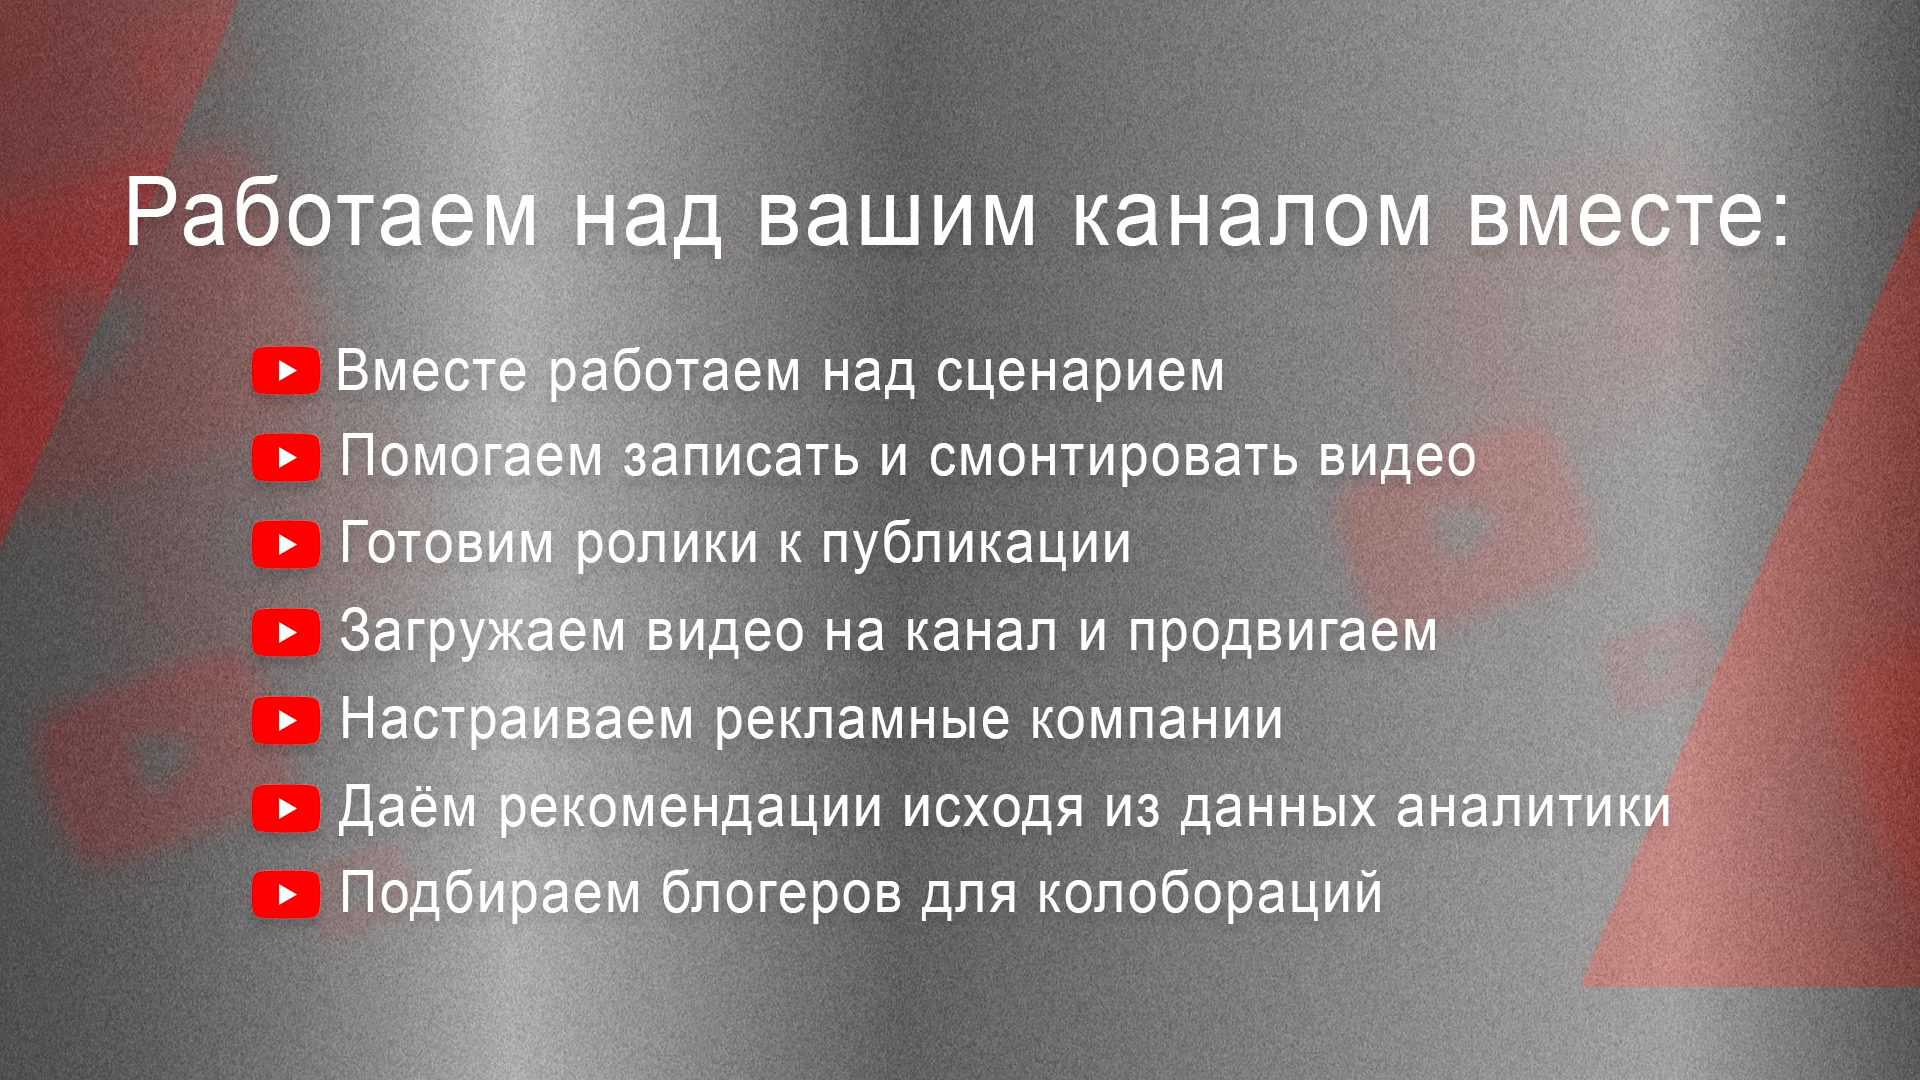 Работаем над вашим каналом вместе:
Вместе работаем над сценарием
Помогаем записать и смонтировать видео
Готовим ролики к публикации
Загружаем видео на канал и продвигаем
Настраиваем рекламные компании
Даём рекомендации исходя из данных аналитики
Подбираем блогеров для колобораций